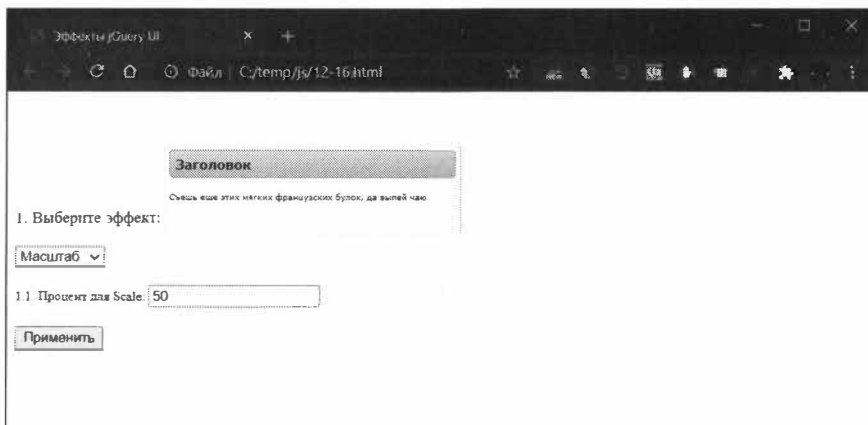 Эффекты jQuery UI
Файл C:/temp/js/12-16.html
Заголовок
Съешь еще этих мягких французских булок, да выпей чаю
1. Выберите эффект:
Масштаб
1.1 Процент для Scale: 50
Применить